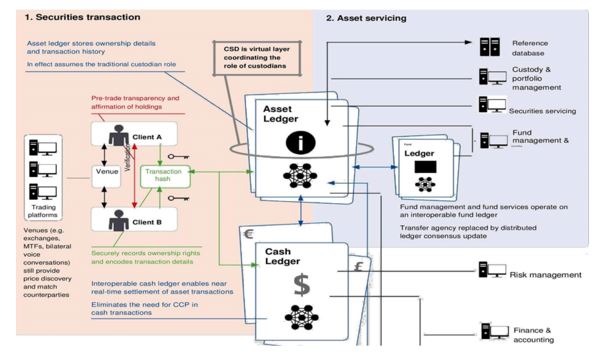 1. Securities transaction
2. Asset servicing
Asset ledger stores ownership details
and transaction history
In effect assumes the traditional custodian role
CSD is virtual layer
coordinating the
role of custodians
Pre-trade transparency and
affirmation of holdings
Client A
Venue
Verification
Transaction
hash
Client B
Trading
platforms
Venues (e.g.
exchanges,
MTFs, bilateral
voice
conversations)
still provide
price discovery
and match
counterparties
Securely records ownership rights
and encodes transaction details
Interoperable cash ledger enables near
real-time settlement of asset transactions
Eliminates the need for CCP in
cash transactions
Asset
Ledger
i
€
Cash
Ledger
$
£
Fund
Ledger
Reference
database
Custody &
portfolio
management
Securities servicing
Fund
management &
Fund management and fund services operate on
an interoperable fund ledger
Transfer agency replaced by distributed
ledger consensus update
Risk management
Finance &
accounting